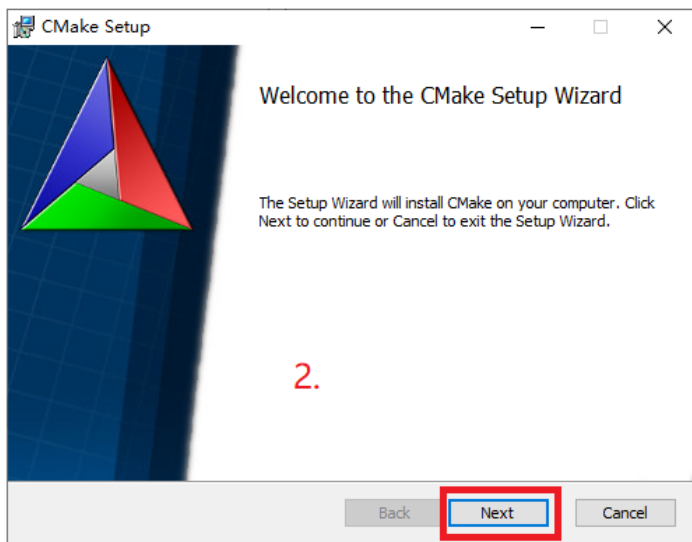 CMake Setup
Welcome to the CMake Setup Wizard
The Setup Wizard will install CMake on your computer. Click
Next to continue or Cancel to exit the Setup Wizard.
2.
Back
Next
Cancel